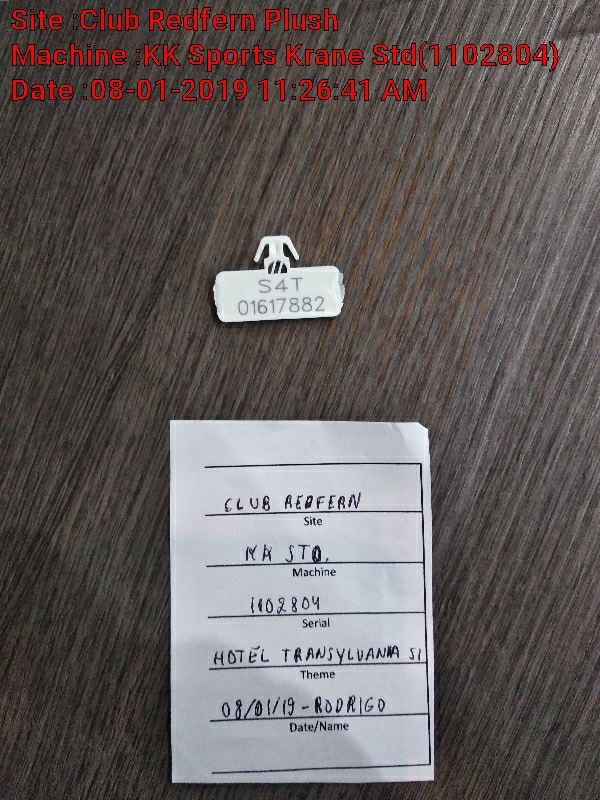 Site :Club Redfern Plush
Machine :KK Sports Krane Std(1102804)
Date :08-01-2019 11:26:41 AM
S4T
01617882
CLUB REDFERN
Site
KK STD.
Machine
1102804
Serial
HOTEL TRANSYLVANIA SI
Theme
08/01/19-RODRIGO
Date/Name